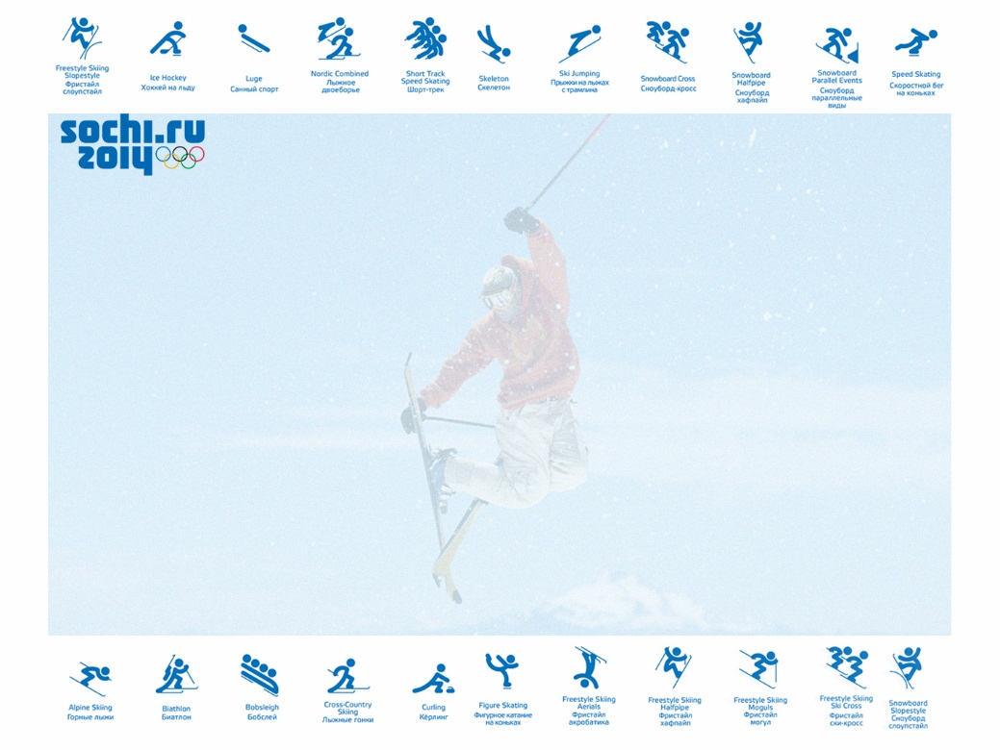 Freestyle Skiing
Slopestyle
Фристайл
слоупстайл
Ice Hockey
Хоккей на льду
Luge
Санный спорт
Nordic Combined
Лыжное
двоеборье
Short Track
Speed Skating
Шорт-трек
Skeleton
Скелетон
Ski Jumping
Прыжки на лыжах
с трамплина
Snowboard Cross
Сноуборд-кросс
Snowboard
Halfpipe
Сноуборд
хафпайп
Snowboard
Parallel Events
Сноуборд
параллельные
виды
Speed Skating
Скоростной бег
на коньках
sochi.ru
2014
Alpine Skiing
Горные лыжи
Biathlon
Биатлон
Bobsleigh
Бобслей
Cross-Country
Skiing
Лыжные гонки
Curling
Кёрлинг
Figure Skating
Фигурное катание
на коньках
Freestyle Skiing
Aerials
Фристайл
акробатика
Freestyle Skiing
Halfpipe
Фристайл
хафпайп
Freestyle Skiing
Moguls
Фристайл
могул
Freestyle Skiing
Ski Cross
Фристайл
ски-кросс
Snowboard
Slopestyle
Сноуборд
слоупстайл